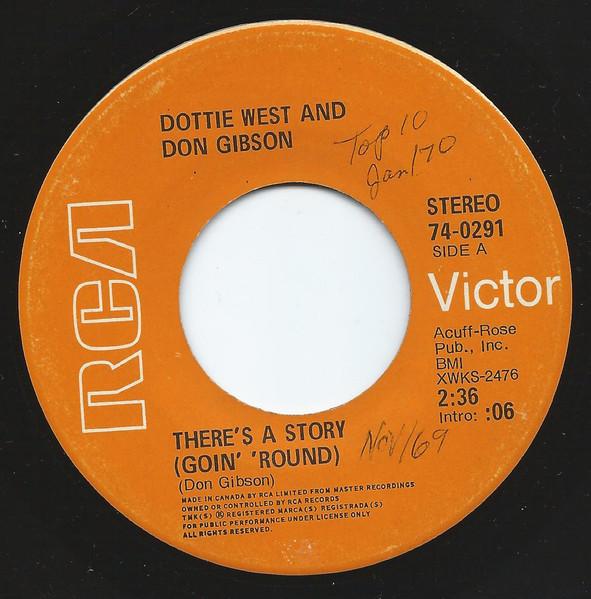 DOTTIE WEST AND
DON GIBSON
Top 10
Jan/70
RCA
STEREO
74-0291
SIDE A
Victor
Acuff-Rose
Pub., Inc.
BMI
XWKS-2476
2:36
Intro: :06
THERE'S A STORY
(GOIN' 'ROUND)
Nov/69
(Don Gibson)
MADE IN CANADA BY RCA LIMITED FROM MASTER RECORDINGS
OWNED OR CONTROLLED BY RCA RECORDS
TMK(S) ® REGISTERED MARCA(S) REGISTRADA(S)
FOR PUBLIC PERFORMANCE UNDER LICENSE ONLY
ALL RIGHTS RESERVED.